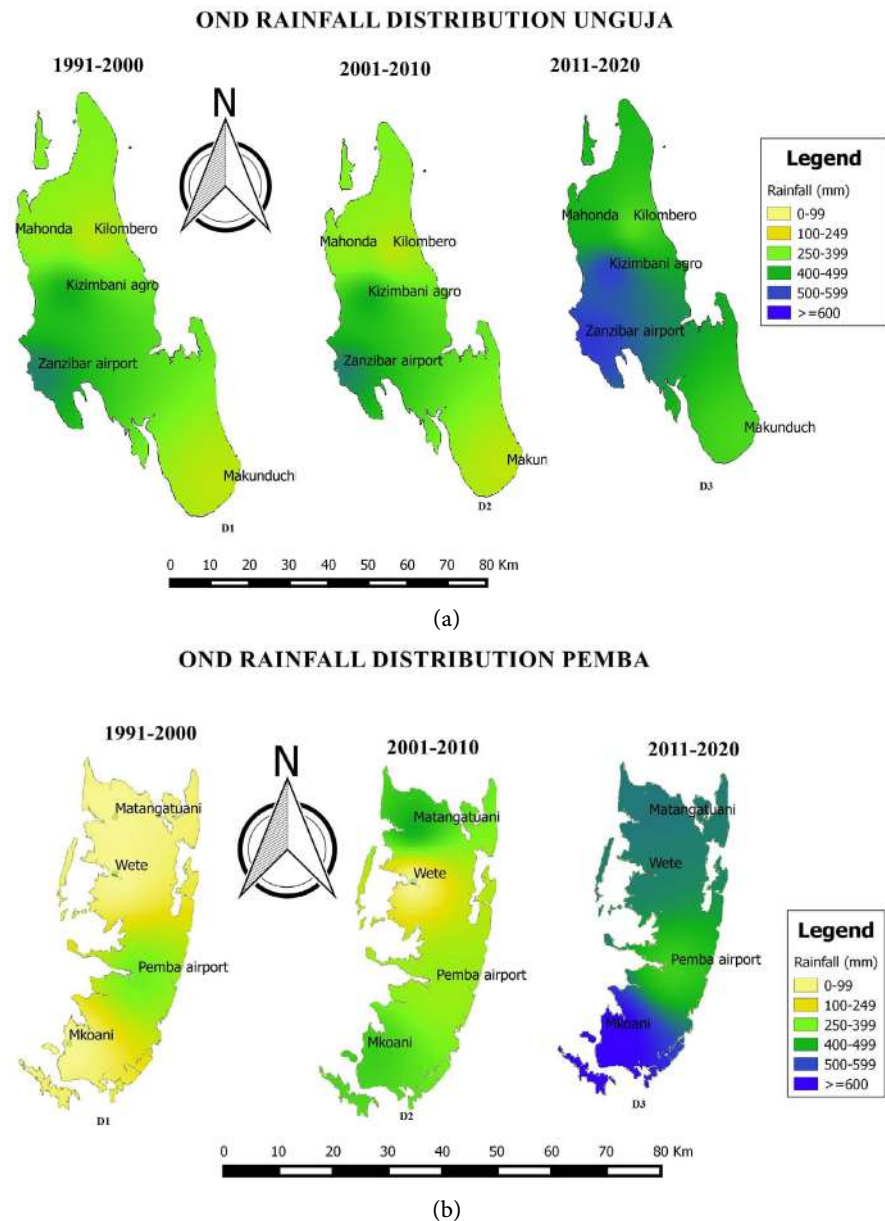 OND RAINFALL DISTRIBUTION UNGUJA
1991-2000
2001-2010
2011-2020
N
Mahonda
Kilombero
Kizimbani agro
Zanzibar airport
Makunduchi
D1
Mahonda
Kilombero
Kizimbani agro
Zanzibar airport
Makun
D2
Mahonda
Kilombero
Kizimbani agro
Zanzibar airport
Makunduch
D3
Legend
Rainfall (mm)
0-99
100-249
250-399
400-499
500-599
>=600
0 10 20 30 40 50 60 70 80 Km
(a)
OND RAINFALL DISTRIBUTION PEMBA
1991-2000
2001-2010
2011-2020
N
Matangatuani
Wete
Pemba airport
Mkoani
D1
Matangatuani
Wete
Pemba airport
Mkoani
D2
Matangatuani
Wete
Pemba airport
Mkoani
D3
Legend
Rainfall (mm)
0-99
100-249
250-399
400-499
500-599
>=600
0 10 20 30 40 50 60 70 80 Km
(b)